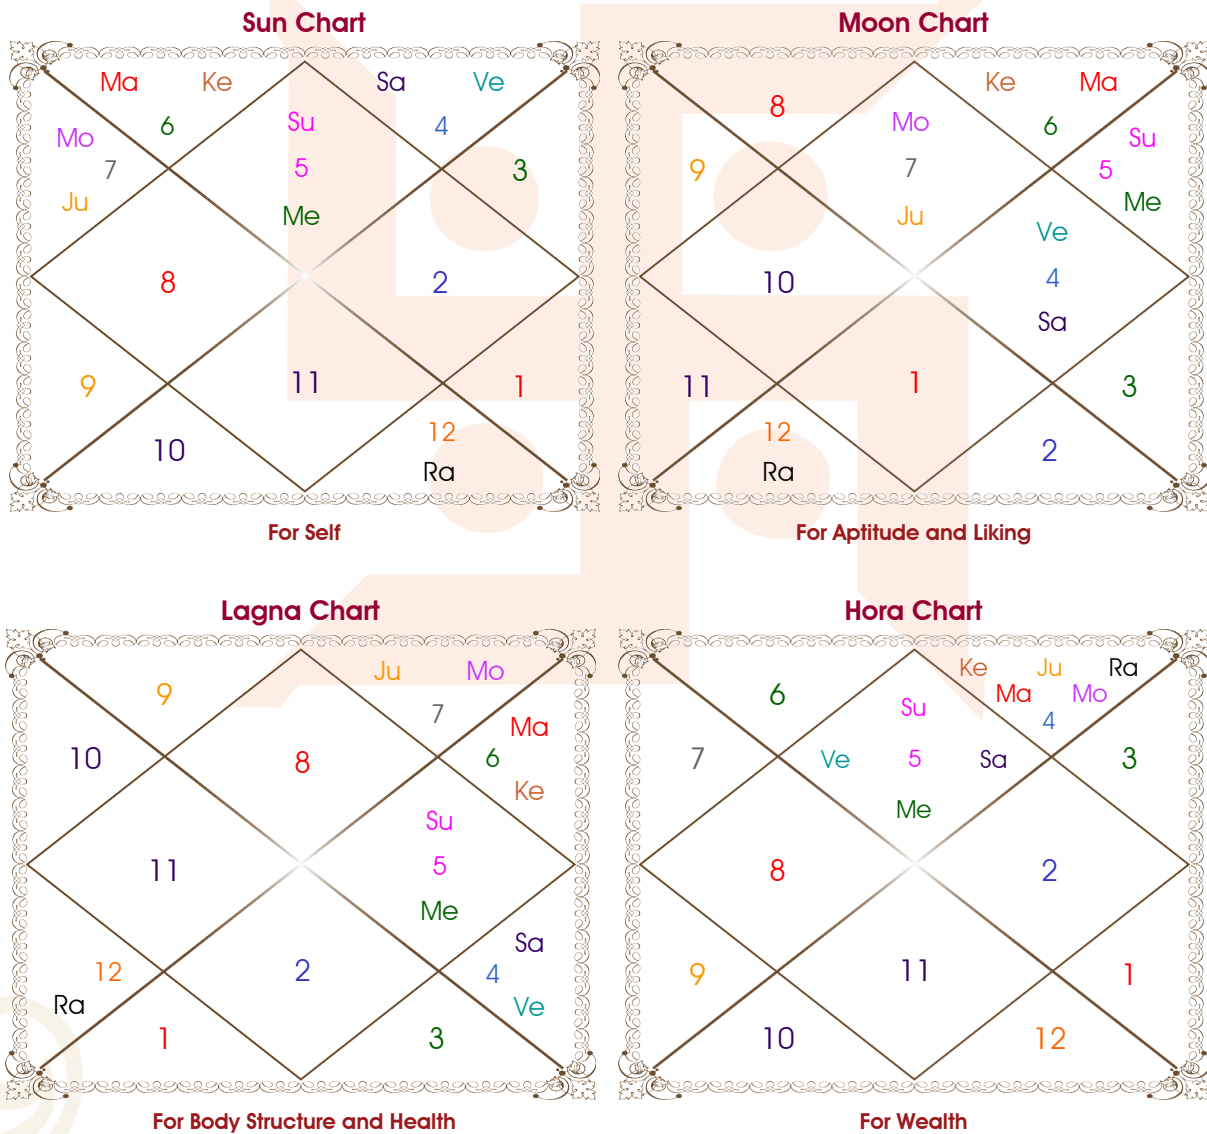 Sun Chart
Ma Ke Sa Ve
6 Su 4
Mo
7 5 3
Ju Me
8 2
9 11 1
10 12
Ra
For Self
Moon Chart
8 Ke Ma
Mo 6 Su
9 7 5
Ju Me
Ve
10 4
Sa
11 1 3
12 2
Ra
For Aptitude and Liking
Lagna Chart
9 Ju Mo
7 Ma
10 8 6
Ke
Su
11 5
Me
Sa
12 2 4
Ra Ve
1 3
For Body Structure and Health
Hora Chart
Ke Ju Ra
6 Ma Mo
Su 4
7 Ve 5 Sa 3
Me
8 2
9 11 1
10 12
For Wealth